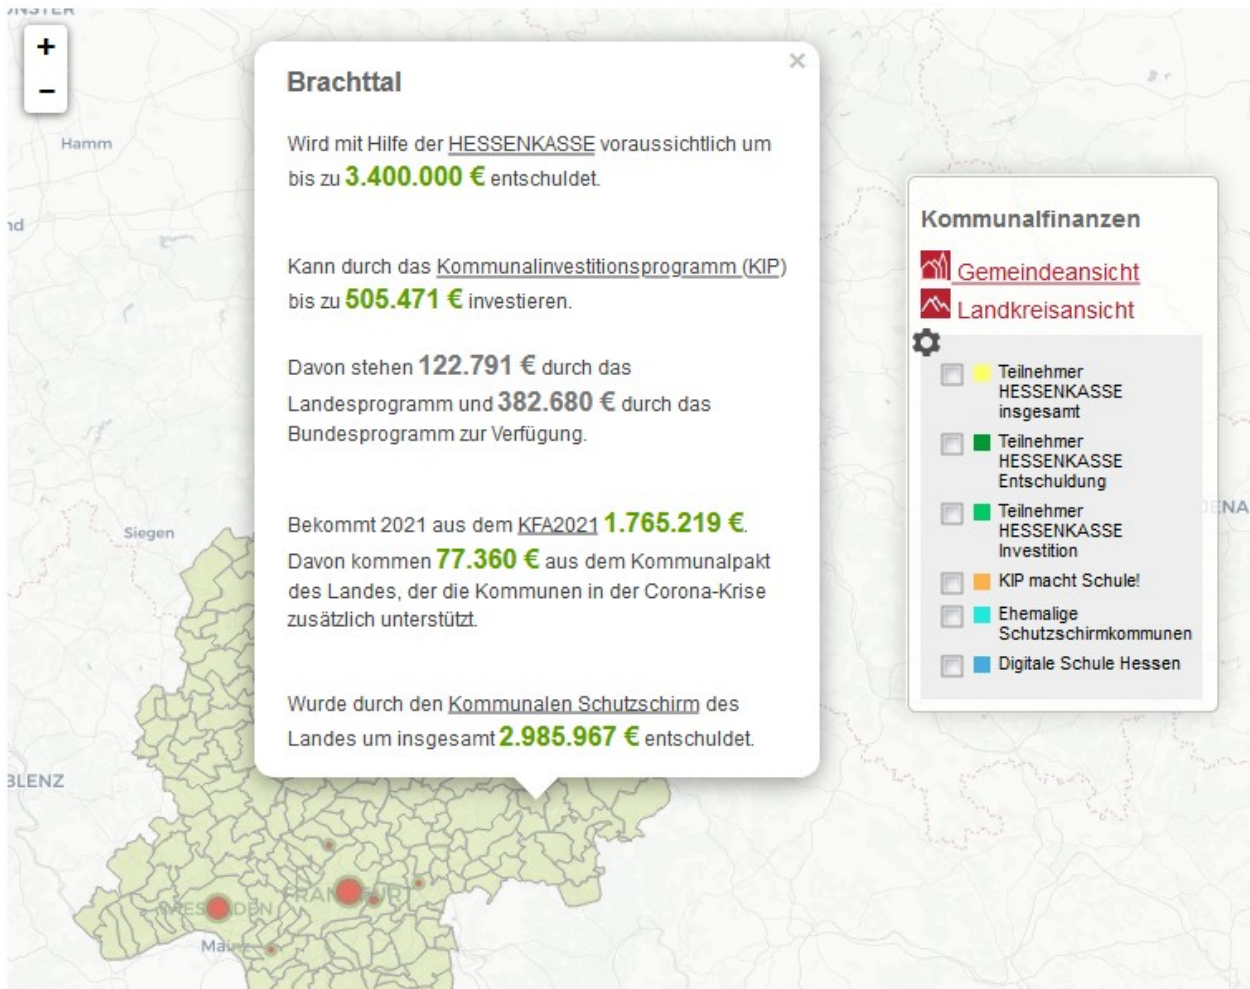 +
−
Hamm
Siegen
BLENZ
Mainz
Brachttal
×
Wird mit Hilfe der HESSENKASSE voraussichtlich um
bis zu 3.400.000 € entschuldet.
Kann durch das Kommunalinvestitionsprogramm (KIP)
bis zu 505.471 € investieren.
Davon stehen 122.791 € durch das
Landesprogramm und 382.680 € durch das
Bundesprogramm zur Verfügung.
Bekommt 2021 aus dem KFA2021 1.765.219 €.
Davon kommen 77.360 € aus dem Kommunalpakt
des Landes, der die Kommunen in der Corona-Krise
zusätzlich unterstützt.
Wurde durch den Kommunalen Schutzschirm des
Landes um insgesamt 2.985.967 € entschuldet.
Kommunalfinanzen
Gemeindeansicht
Landkreisansicht
Teilnehmer
HESSENKASSE
insgesamt
Teilnehmer
HESSENKASSE
Entschuldung
Teilnehmer
HESSENKASSE
Investition
KIP macht Schule!
Ehemalige
Schutzschirmkommunen
Digitale Schule Hessen